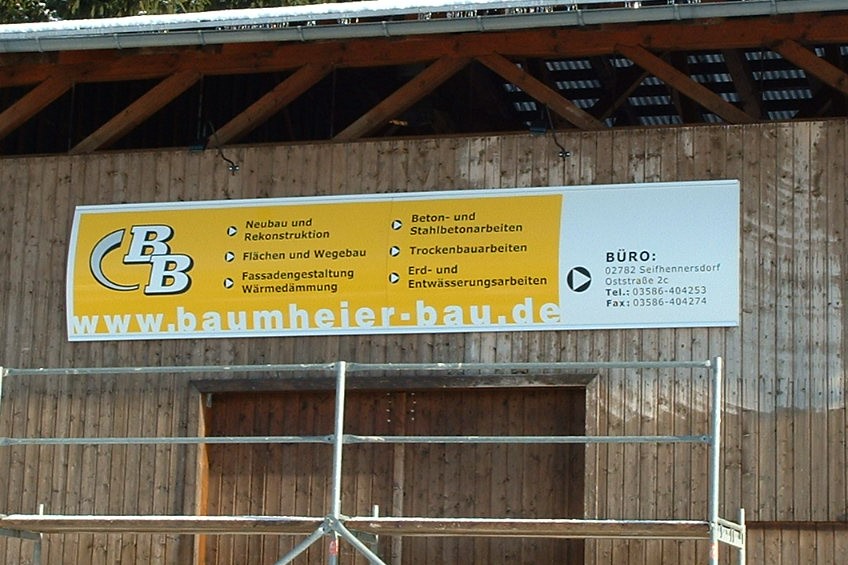 BB
Neubau und
Rekonstruktion
Flächen und Wegebau
Fassadengestaltung
Wärmedämmung
Beton- und
Stahlbetonarbeiten
Trockenbauarbeiten
Erd- und
Entwässerungsarbeiten
www.baumheier-bau.de
BÜRO:
02782 Seifhennersdorf
Oststraße 2c
Tel.: 03586-404253
Fax: 03586-404274